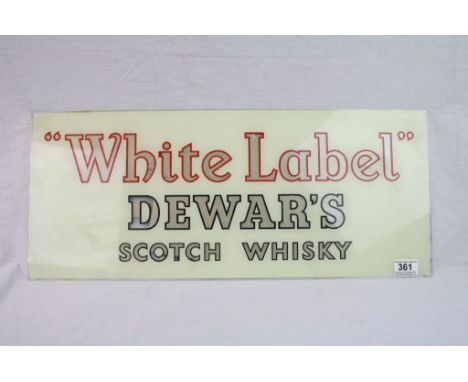 “White Label”
DEWAR'S
SCOTCH WHISKY
361